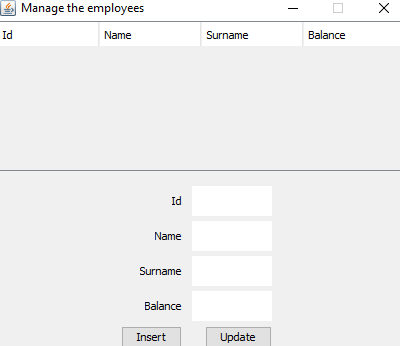 Manage the employees
Id Name Surname Balance
Id
Name
Surname
Balance
Insert Update